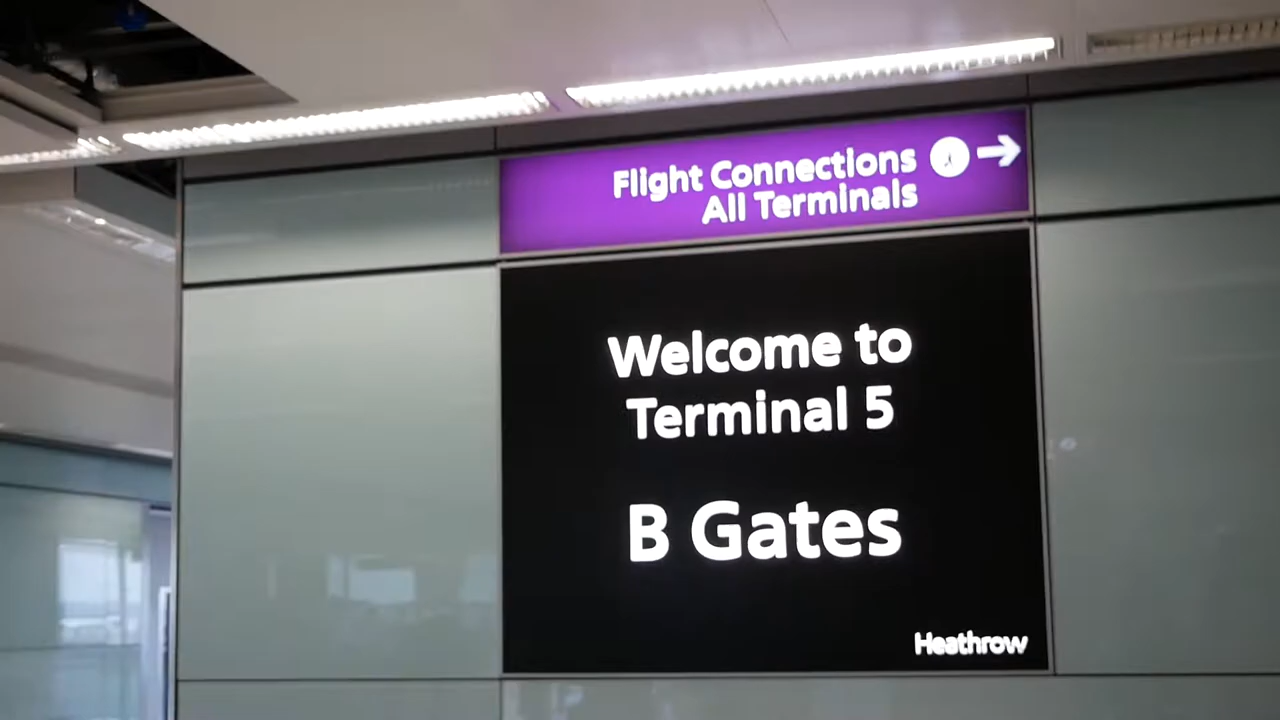 Flight Connections
All Terminals
Welcome to
Terminal 5
B Gates
Heathrow